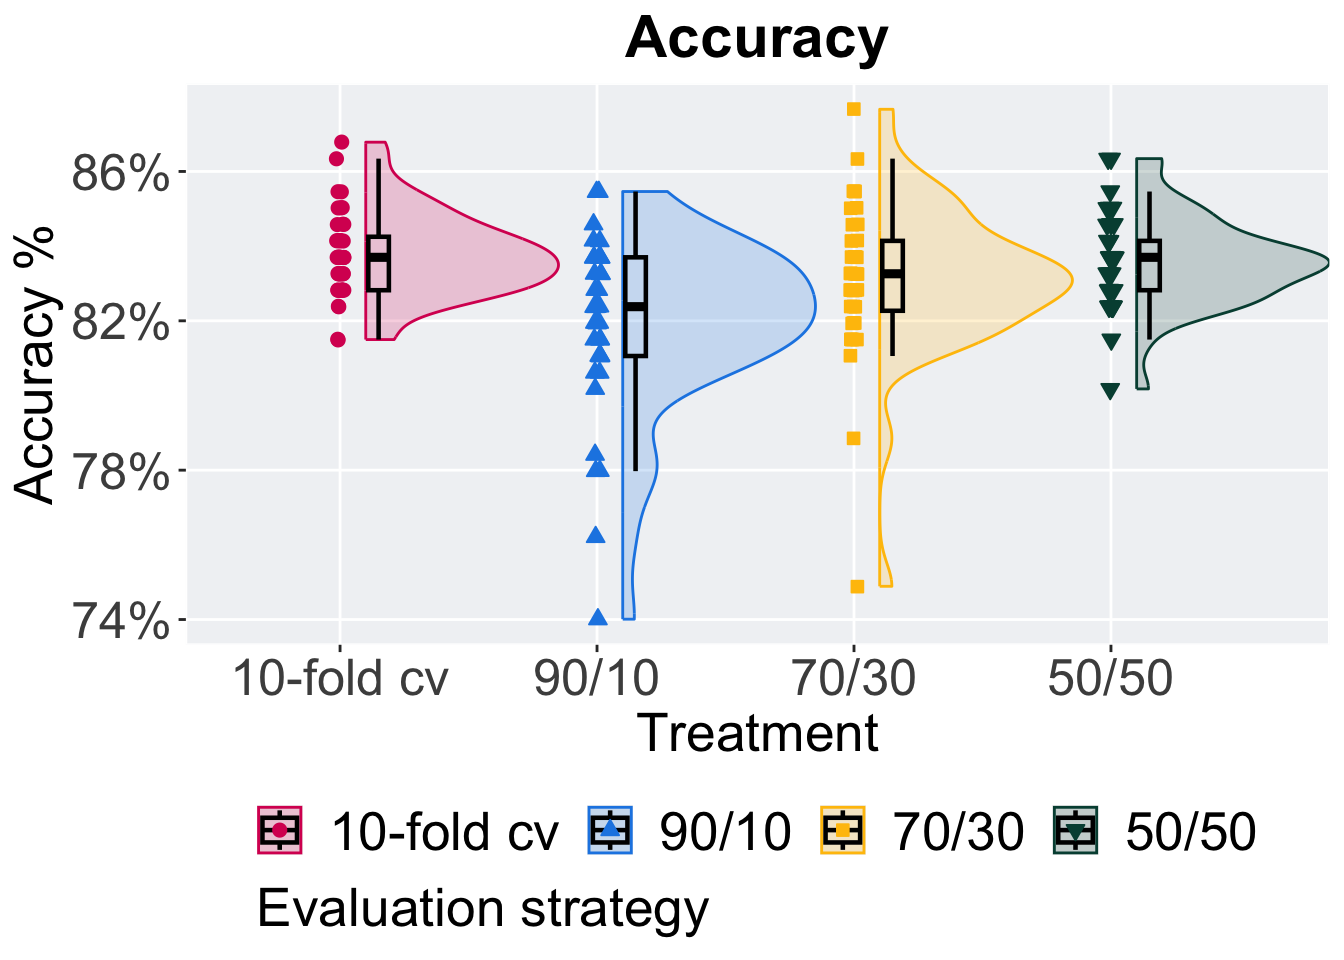 Accuracy
Accuracy %
86%
82%
78%
74%
10-fold cv 90/10 70/30 50/50
Treatment
10-fold cv 90/10 70/30 50/50
Evaluation strategy